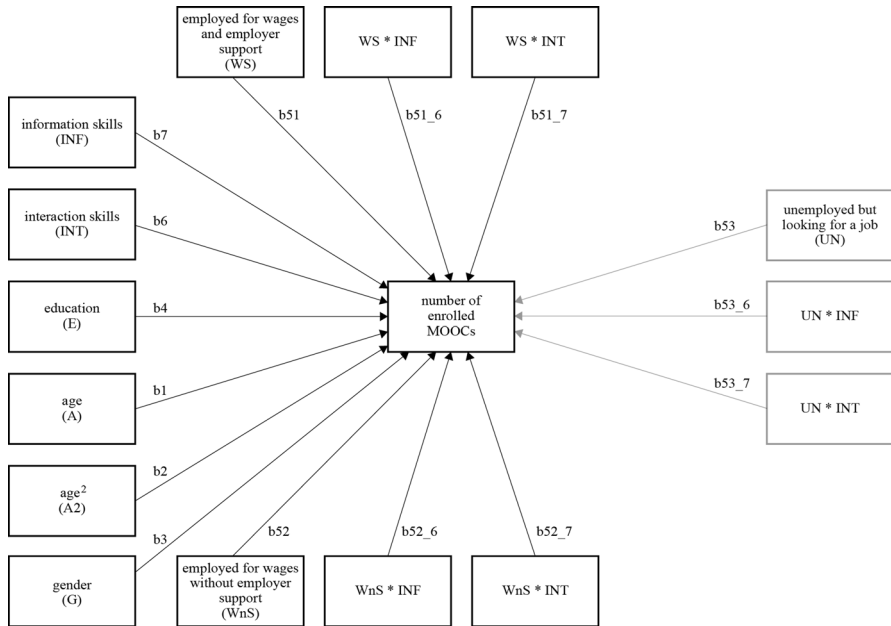 employed for wages
and employer
support
(WS)
WS * INF
WS * INT
b51
b51_6
b51_7
information skills
(INF)
b7
interaction skills
(INT)
b6
education
(E)
b4
age
(A)
b1
age²
(A2)
b2
gender
(G)
b3
number of
enrolled
MOOCs
unemployed but
looking for a job
(UN)
b53
UN * INF
b53_6
UN * INT
b53_7
b52
b52_6
b52_7
employed for wages
without employer
support
(WnS)
WnS * INF
WnS * INT